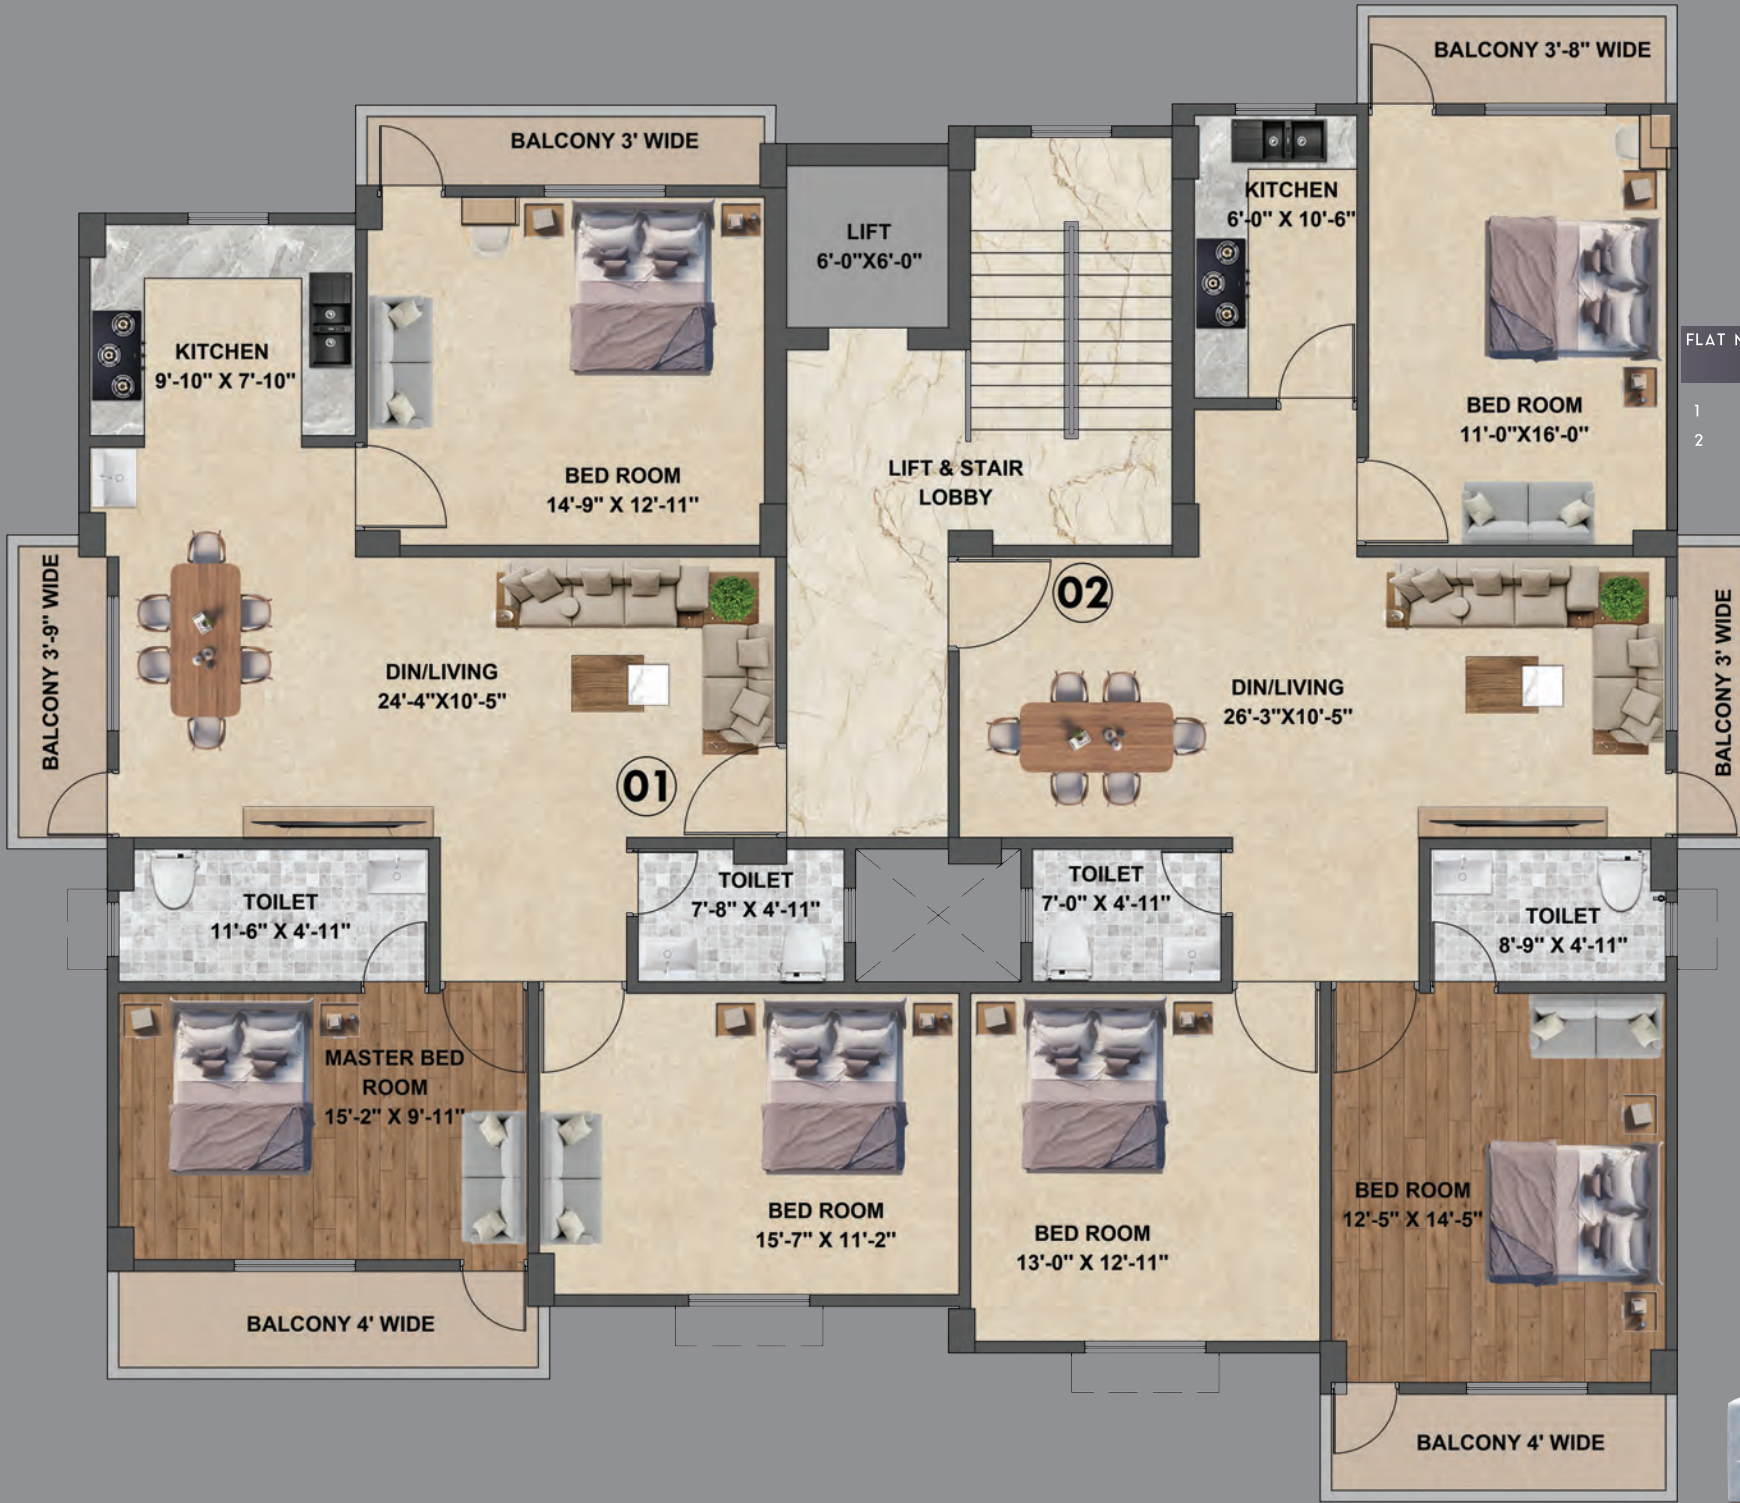 BALCONY 3'-8" WIDE
BALCONY 3' WIDE
KITCHEN
6'-0" X 10'-6"
LIFT
6'-0"X6'-0"
FLAT
1
2
KITCHEN
9'-10" X 7'-10"
BED ROOM
11'-0"X16'-0"
BED ROOM
14'-9" X 12'-11"
LIFT & STAIR
LOBBY
02
BALCONY 3'-9" WIDE
DIN/LIVING
24'-4"X10'-5"
DIN/LIVING
26'-3"X10'-5"
BALCONY 3' WIDE
01
TOILET
11'-6" X 4'-11"
TOILET
7'-8" X 4'-11"
TOILET
7'-0" X 4'-11"
TOILET
8'-9" X 4'-11"
MASTER BED
ROOM
15'-2" X 9'-11"
BED ROOM
15'-7" X 11'-2"
BED ROOM
13'-0" X 12'-11"
BED ROOM
12'-5" X 14'-5"
BALCONY 4' WIDE
BALCONY 4' WIDE